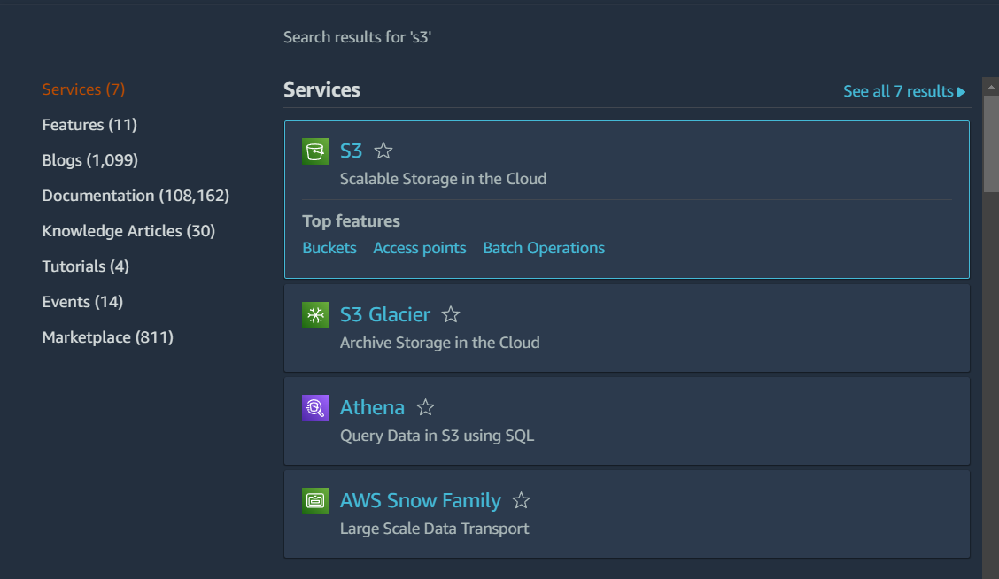 Search results for 's3'
Services (7)
Features (11)
Blogs (1,099)
Documentation (108,162)
Knowledge Articles (30)
Tutorials (4)
Events (14)
Marketplace (811)
Services
See all 7 results
S3
Scalable Storage in the Cloud
Top features
Buckets Access points Batch Operations
S3 Glacier
Archive Storage in the Cloud
Athena
Query Data in S3 using SQL
AWS Snow Family
Large Scale Data Transport